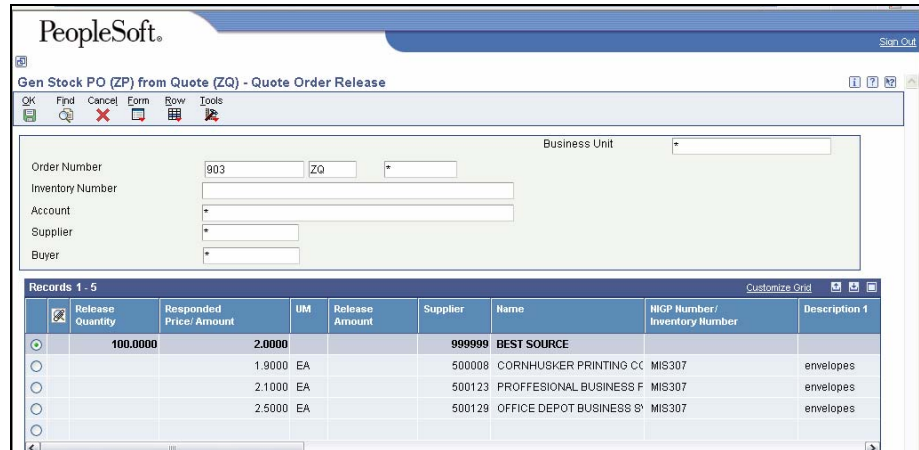 PeopleSoft®
Sign Out
Gen Stock PO (ZP) from Quote (ZQ) - Quote Order Release
OK Find Cancel Form Row Tools
Business Unit *
Order Number 903 ZQ *
Inventory Number
Account *
Supplier *
Buyer *
Records 1 - 5 Customize Grid
Release Quantity Responded Price/ Amount UM Release Amount Supplier Name NIGP Number/ Inventory Number Description 1
100.0000 2.0000 999999 BEST SOURCE
1.9000 EA 500008 CORNHUSKER PRINTING CC MIS307 envelopes
2.1000 EA 500123 PROFFESIONAL BUSINESS F MIS307 envelopes
2.5000 EA 500129 OFFICE DEPOT BUSINESS S MIS307 envelopes